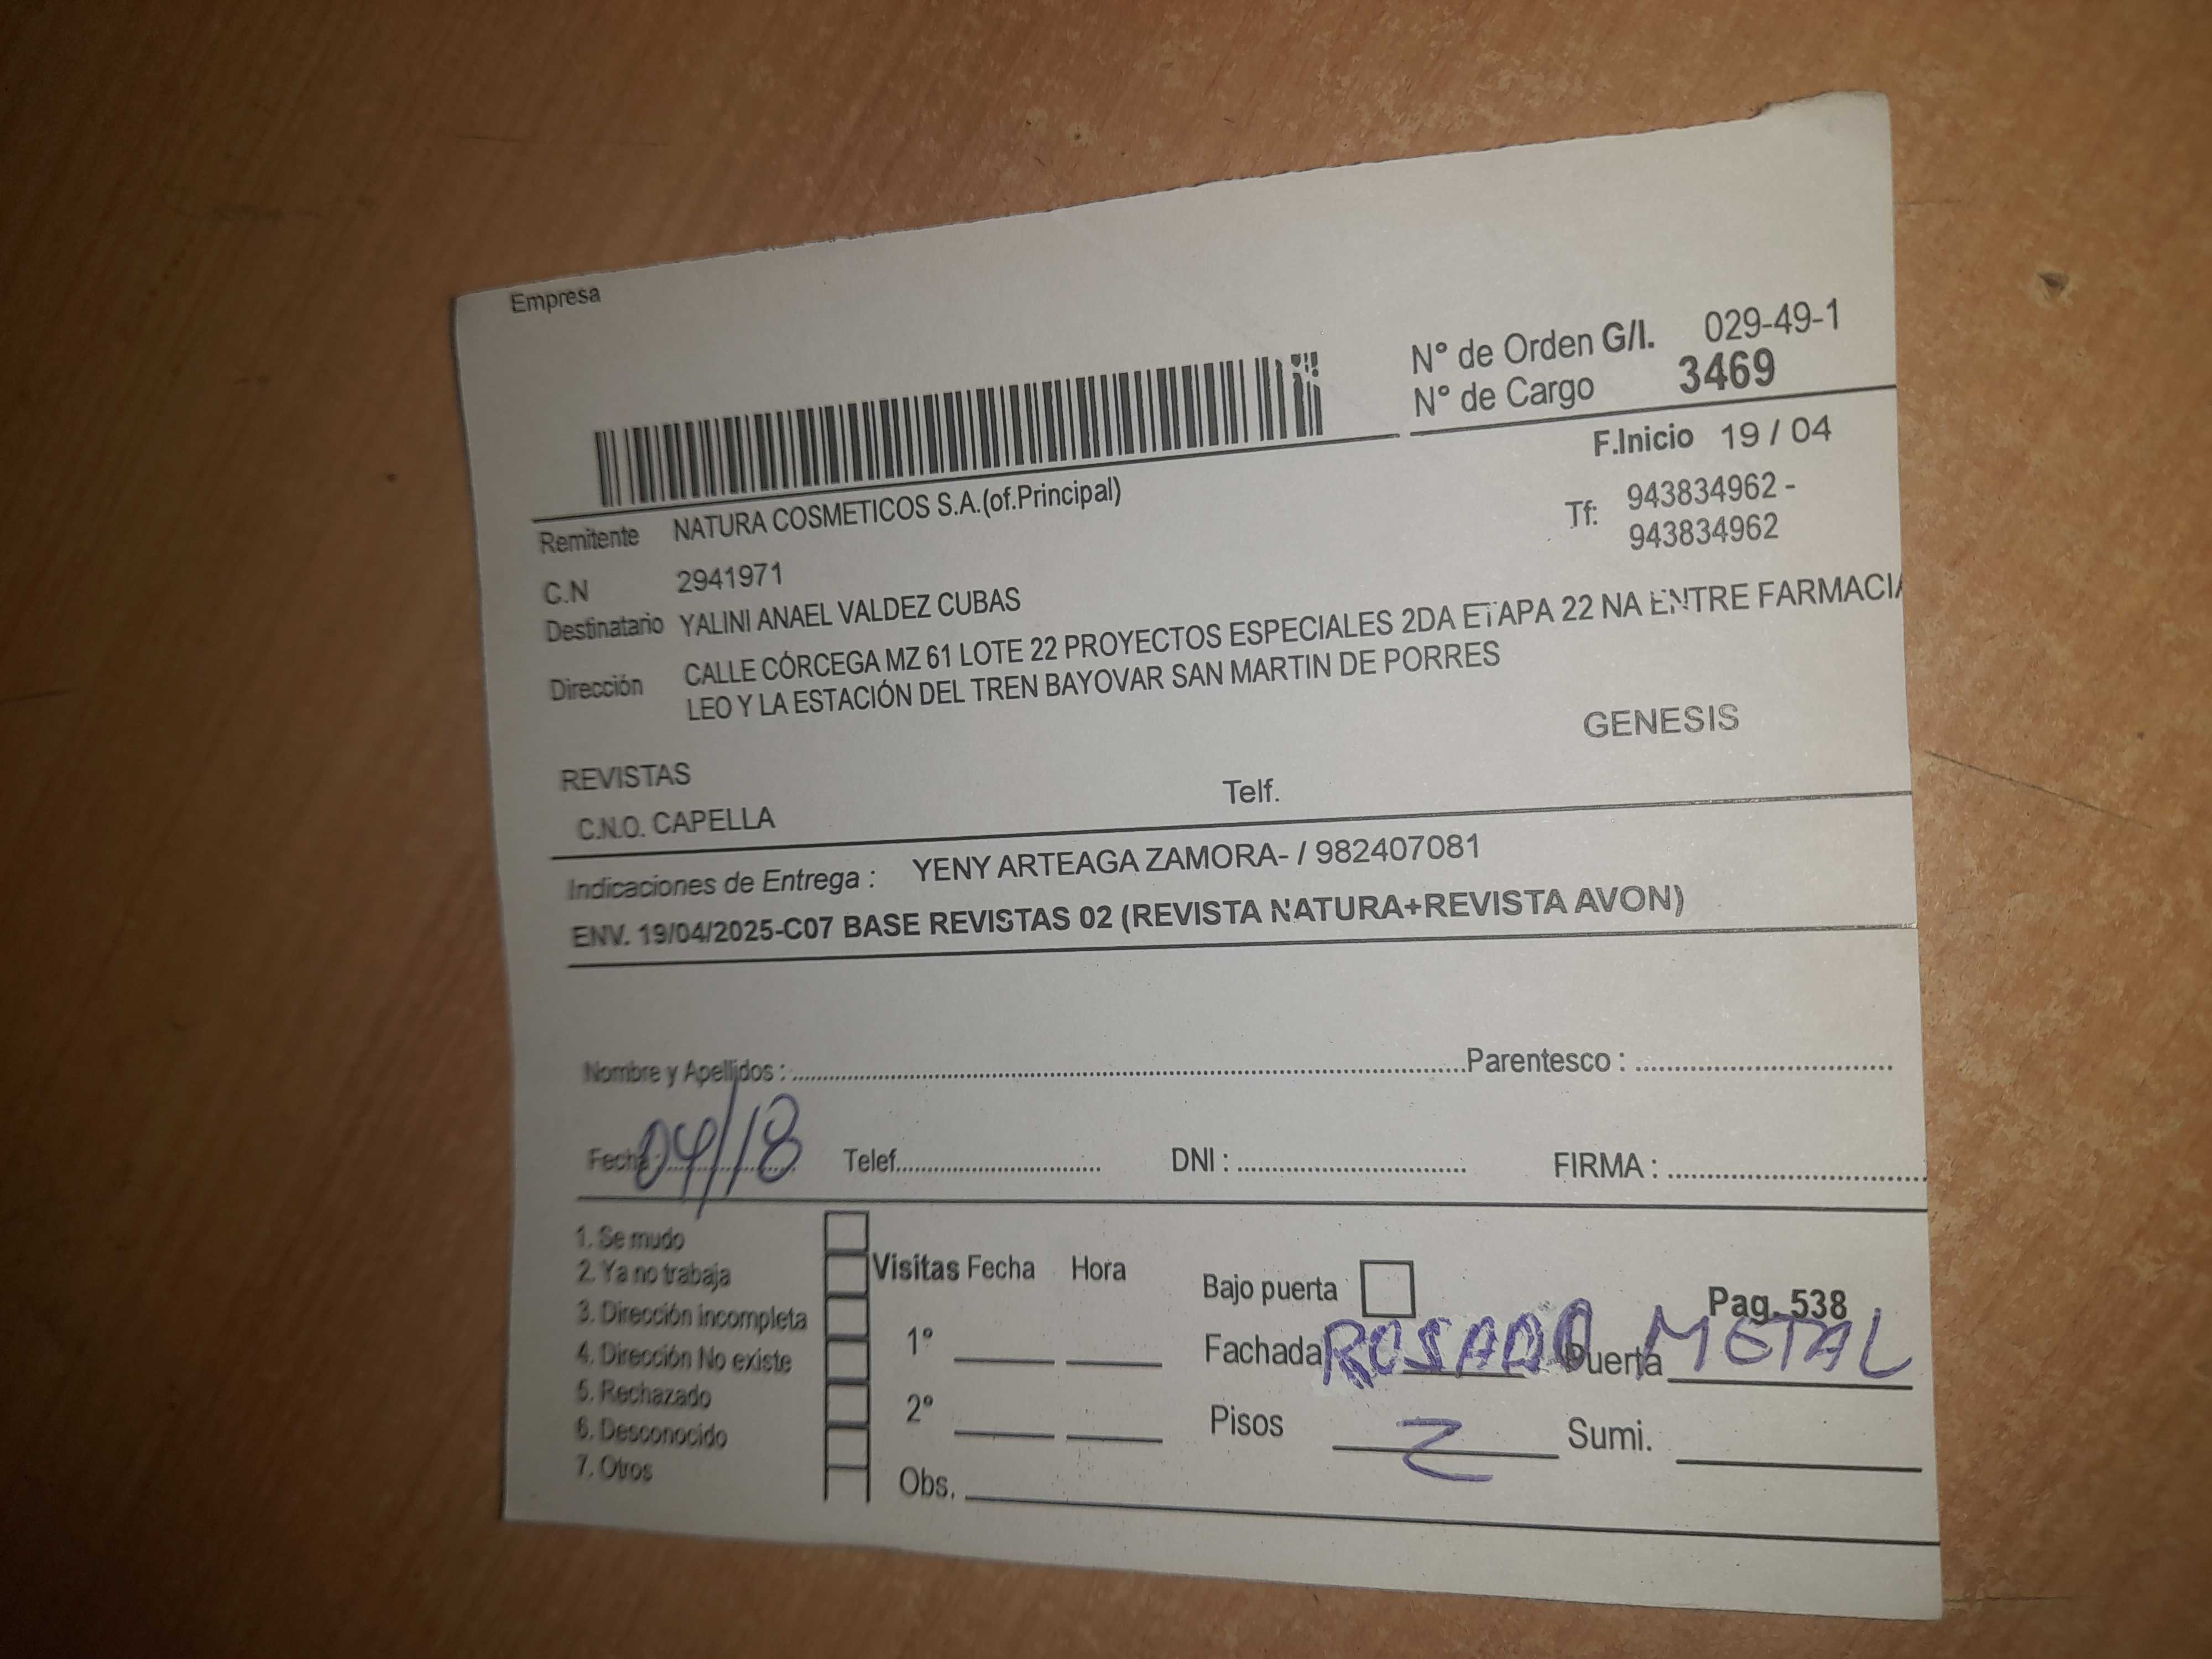 Empresa
N° de Orden G/I. 029-49-1
N° de Cargo 3469
F.Inicio 19 / 04
Remitente NATURA COSMETICOS S.A.(of.Principal)
Tf: 943834962 -
943834962
C.N 2941971
Destinatario YALINI ANAEL VALDEZ CUBAS
Dirección CALLE CÓRCEGA MZ 61 LOTE 22 PROYECTOS ESPECIALES 2DA ETAPA 22 NA ENTRE FARMACIA
LEO Y LA ESTACIÓN DEL TREN BAYOVAR SAN MARTIN DE PORRES
GENESIS
REVISTAS
C.N.O. CAPELLA Telf.
Indicaciones de Entrega : YENY ARTEAGA ZAMORA- / 982407081
ENV. 19/04/2025-C07 BASE REVISTAS 02 (REVISTA NATURA+REVISTA AVON)
Nombre y Apellidos : Parentesco :
Fecha : 04/18 Telef. DNI : FIRMA :
1. Se mudo
2. Ya no trabaja
3. Dirección incompleta
4. Dirección No existe
5. Rechazado
6. Desconocido
7. Otros
Visitas Fecha Hora
1°
2°
Obs.
Bajo puerta
Pag. 538
Fachada ROSADO Puerta METAL
Pisos 2 Sumi.